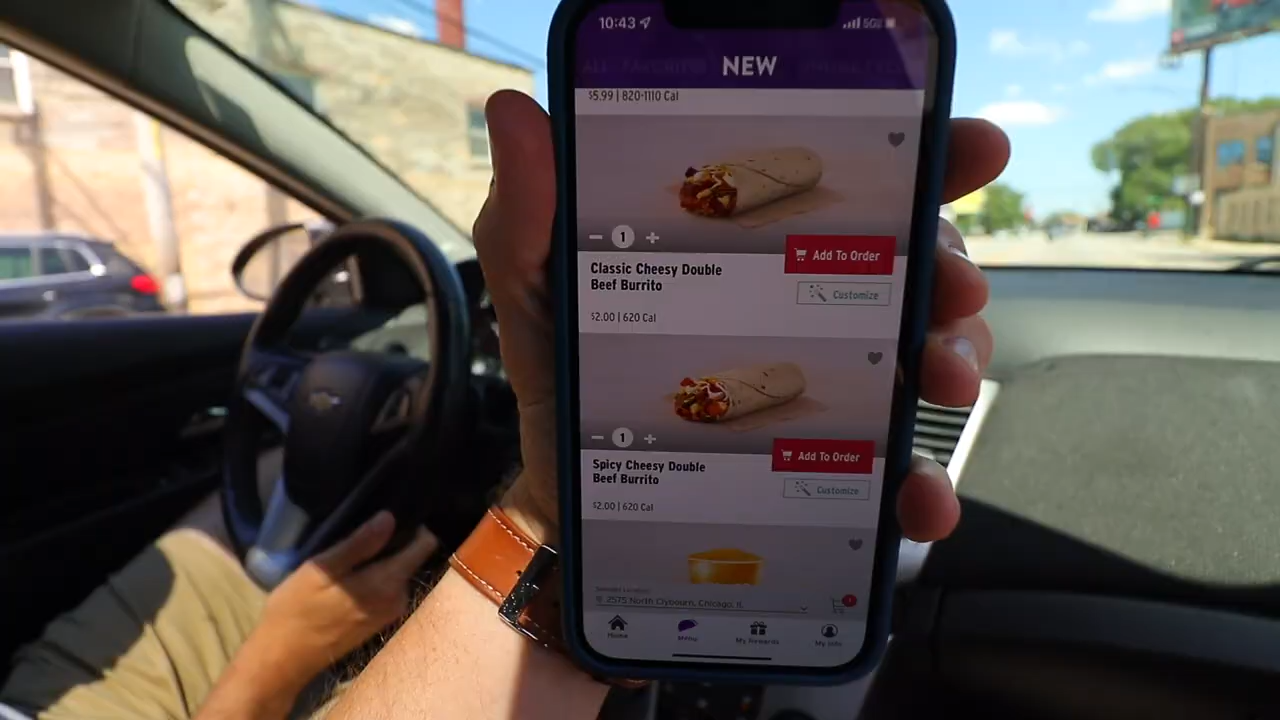 10:43
NEW
$5.99 | 820-1110 Cal
1
Add To Order
Classic Cheesy Double
Beef Burrito
Customize
$2.00 | 620 Cal
1
Add To Order
Spicy Cheesy Double
Beef Burrito
Customize
$2.00 | 620 Cal
2575 North Clybourn, Chicago, IL
Home
Menu
My Rewards
My Info